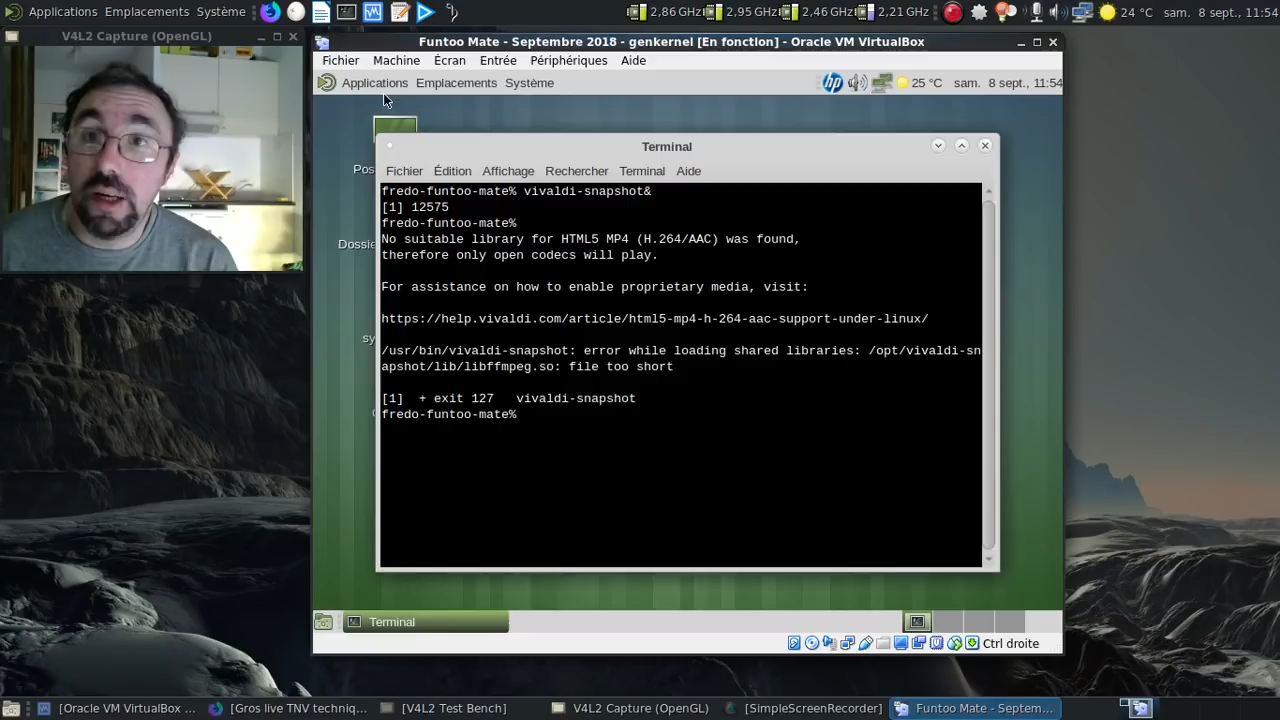 Applications Emplacements Système
2,86 GHz 2,95 GHz 2,46 GHz 2,21 GHz 24 °C sam. 8 sept., 11:54
V4L2 Capture (OpenGL)
Funtoo Mate - Septembre 2018 - genkernel [En fonction] - Oracle VM VirtualBox
Fichier Machine Écran Entrée Périphériques Aide
Applications Emplacements Système
hp 25 °C sam. 8 sept., 11:54
Terminal
Fichier Édition Affichage Rechercher Terminal Aide
Pos
Dossie
sy
fredo-funtoo-mate% vivaldi-snapshot&
[1] 12575
fredo-funtoo-mate%
No suitable library for HTML5 MP4 (H.264/AAC) was found,
therefore only open codecs will play.
For assistance on how to enable proprietary media, visit:
https://help.vivaldi.com/article/html5-mp4-h-264-aac-support-under-linux/
/usr/bin/vivaldi-snapshot: error while loading shared libraries: /opt/vivaldi-sn
apshot/lib/libffmpeg.so: file too short
[1]  + exit 127   vivaldi-snapshot
fredo-funtoo-mate%
Terminal
Ctrl droite
[Oracle VM VirtualBox ... [Gros live TNV techniq... [V4L2 Test Bench] V4L2 Capture (OpenGL) [SimpleScreenRecorder] Funtoo Mate - Septem...